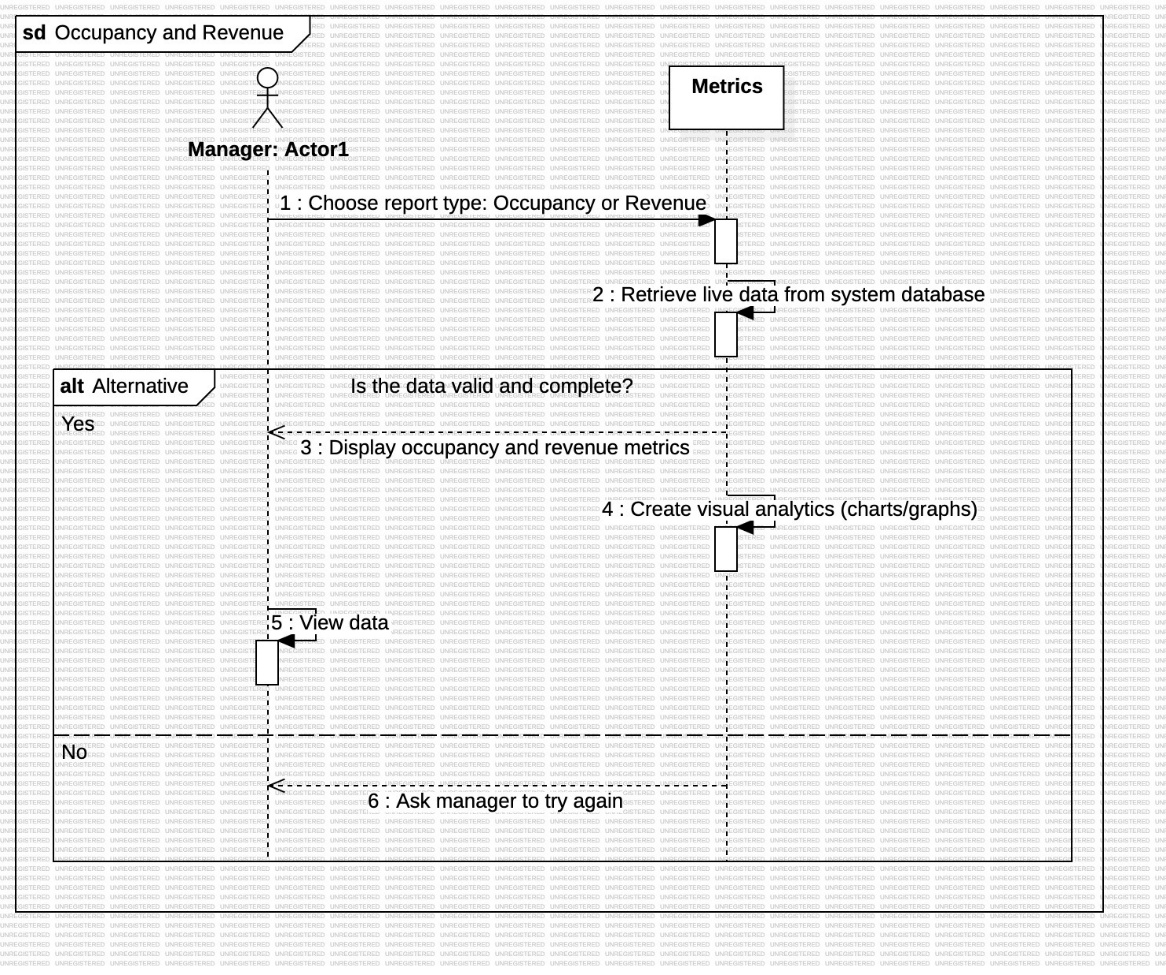 sd Occupancy and Revenue
Metrics
Manager: Actor1
1 : Choose report type: Occupancy or Revenue
2 : Retrieve live data from system database
alt Alternative
Is the data valid and complete?
Yes
3 : Display occupancy and revenue metrics
4 : Create visual analytics (charts/graphs)
5 : View data
No
6 : Ask manager to try again
UNREGISTERED